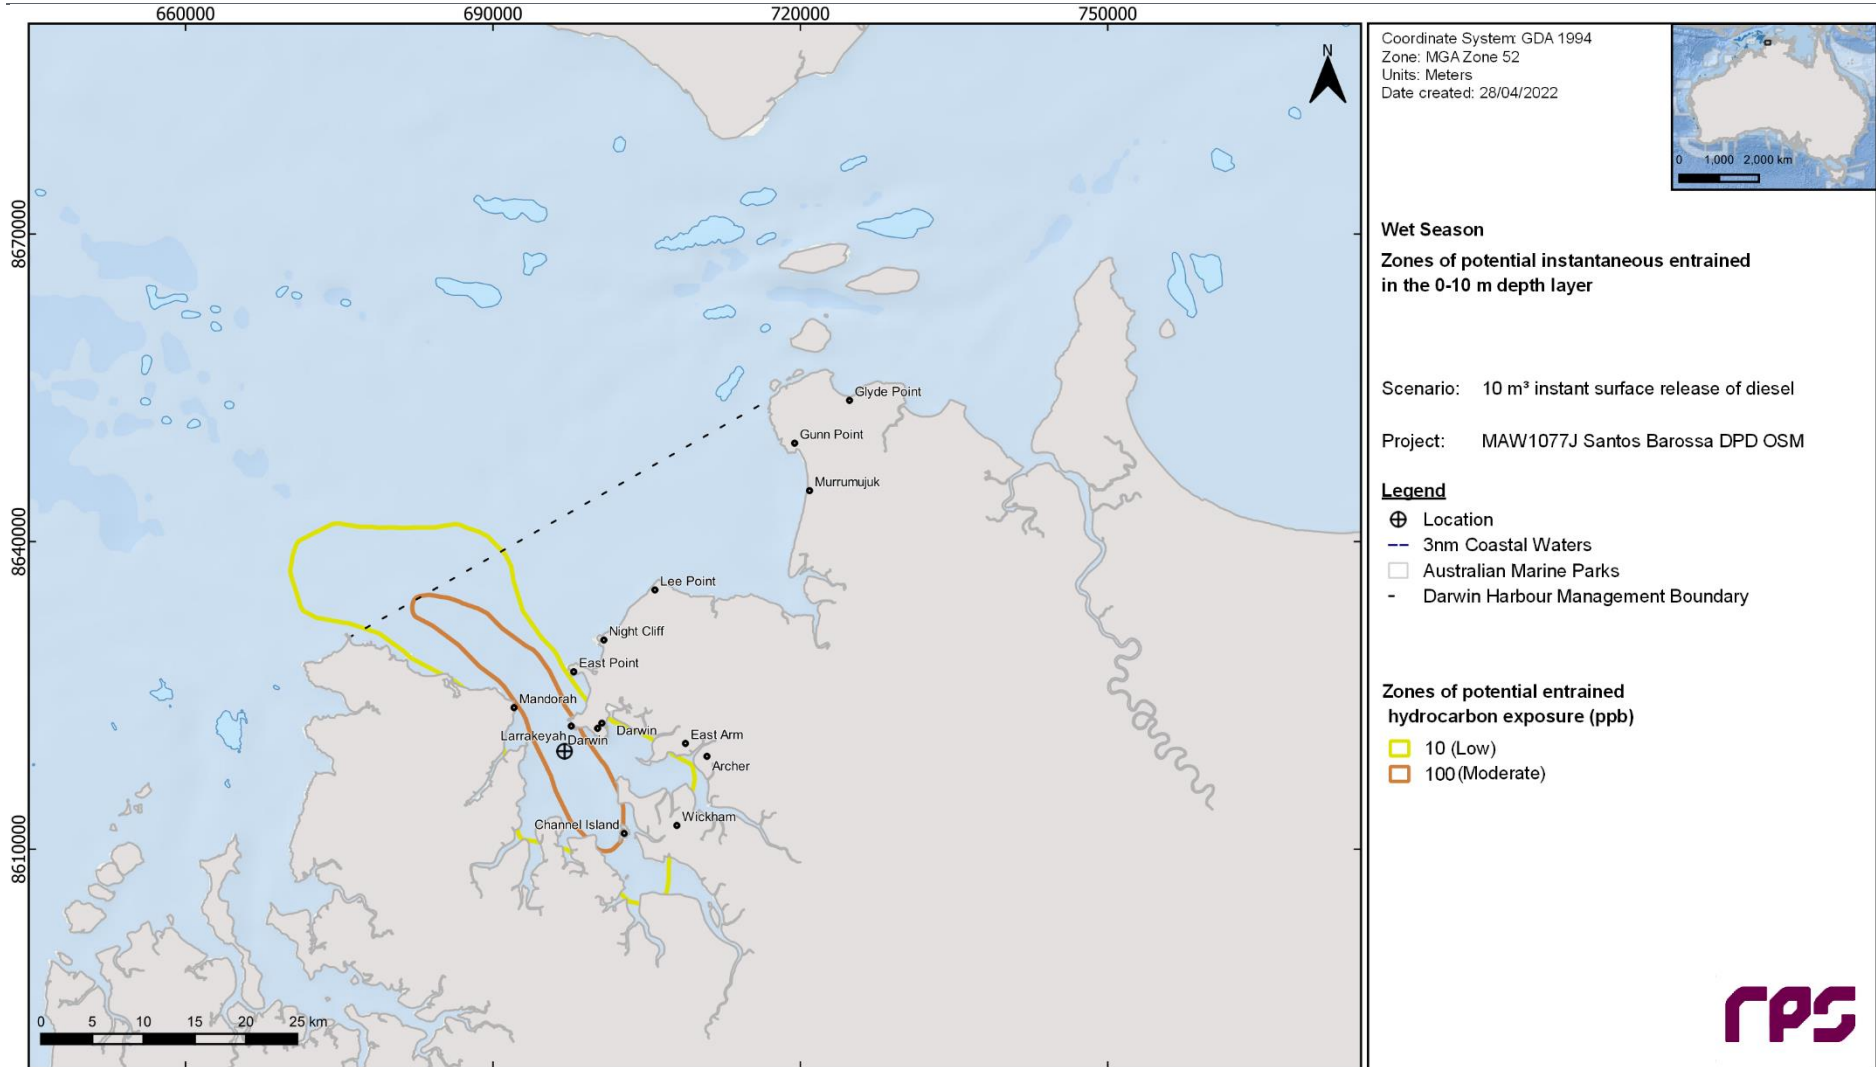 660000
690000
720000
750000
8670000
8640000
8610000
N
Glyde Point
Gunn Point
Murrumujuk
Lee Point
Night Cliff
East Point
Mandorah
Larrakeyah
Darwin
Darwin
East Arm
Archer
Wickham
Channel Island
0 5 10 15 20 25 km
Coordinate System: GDA 1994
Zone: MGA Zone 52
Units: Meters
Date created: 28/04/2022
0 1,000 2,000 km
Wet Season
Zones of potential instantaneous entrained
in the 0-10 m depth layer
Scenario: 10 m³ instant surface release of diesel
Project: MAW1077J Santos Barossa DPD OSM
Legend
Location
3nm Coastal Waters
Australian Marine Parks
Darwin Harbour Management Boundary
Zones of potential entrained
hydrocarbon exposure (ppb)
10 (Low)
100 (Moderate)
rps